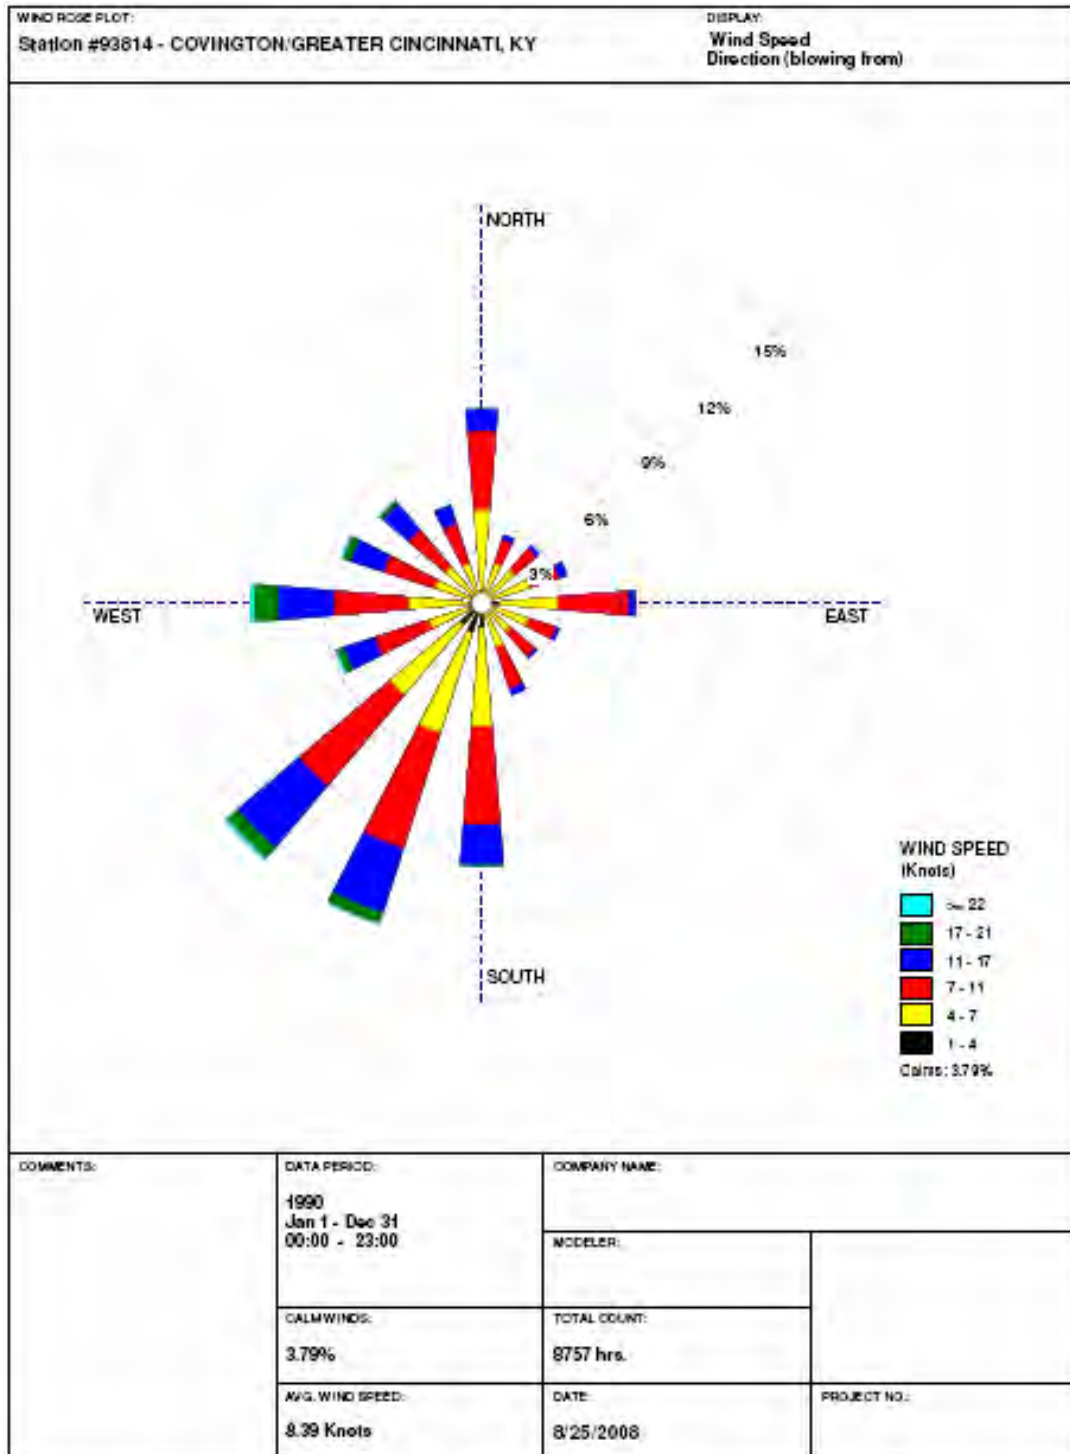 WIND ROSE PLOT:
Station #93814 - COVINGTON/GREATER CINCINNATI, KY
DISPLAY:
Wind Speed
Direction (blowing from)
NORTH
15%
12%
9%
6%
3%
WEST
EAST
SOUTH
WIND SPEED
(Knots)
>= 22
17 - 21
11 - 17
7 - 11
4 - 7
1 - 4
Calms: 3.79%
COMMENTS:
DATA PERIOD:
1990
Jan 1 - Dec 31
00:00 - 23:00
COMPANY NAME:
MODELER:
CALM WINDS:
3.79%
TOTAL COUNT:
8757 hrs.
AVG. WIND SPEED:
8.39 Knots
DATE:
8/25/2008
PROJECT NO.: